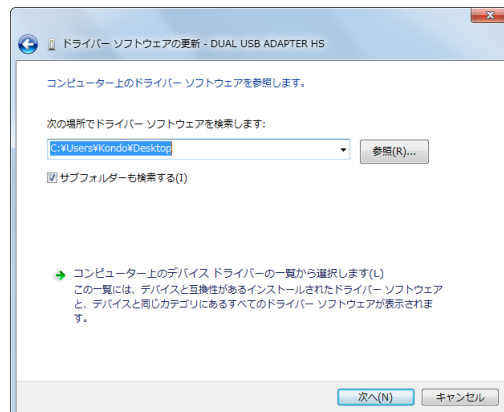 ドライバー ソフトウェアの更新 - DUAL USB ADAPTER HS
コンピューター上のドライバー ソフトウェアを参照します。
次の場所でドライバー ソフトウェアを検索します:
C:¥Users¥Kondo¥Desktop
参照(R)...
サブフォルダーも検索する(I)
コンピューター上のデバイス ドライバーの一覧から選択します(L)
この一覧には、デバイスと互換性があるインストールされたドライバー ソフトウェア
と、デバイスと同じカテゴリにあるすべてのドライバー ソフトウェアが表示されま
す。
次へ(N)
キャンセル